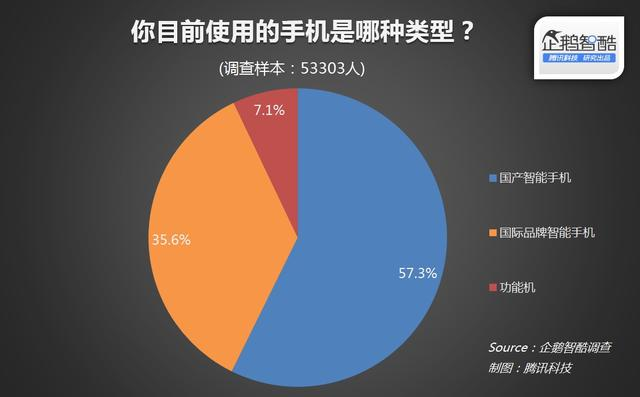 你目前使用的手机是哪种类型？
(调查样本：53303人)
企鹅智酷
腾讯科技 研究出品
7.1%
35.6%
57.3%
国产智能手机
国际品牌智能手机
功能机
Source：企鹅智酷调查
制图：腾讯科技